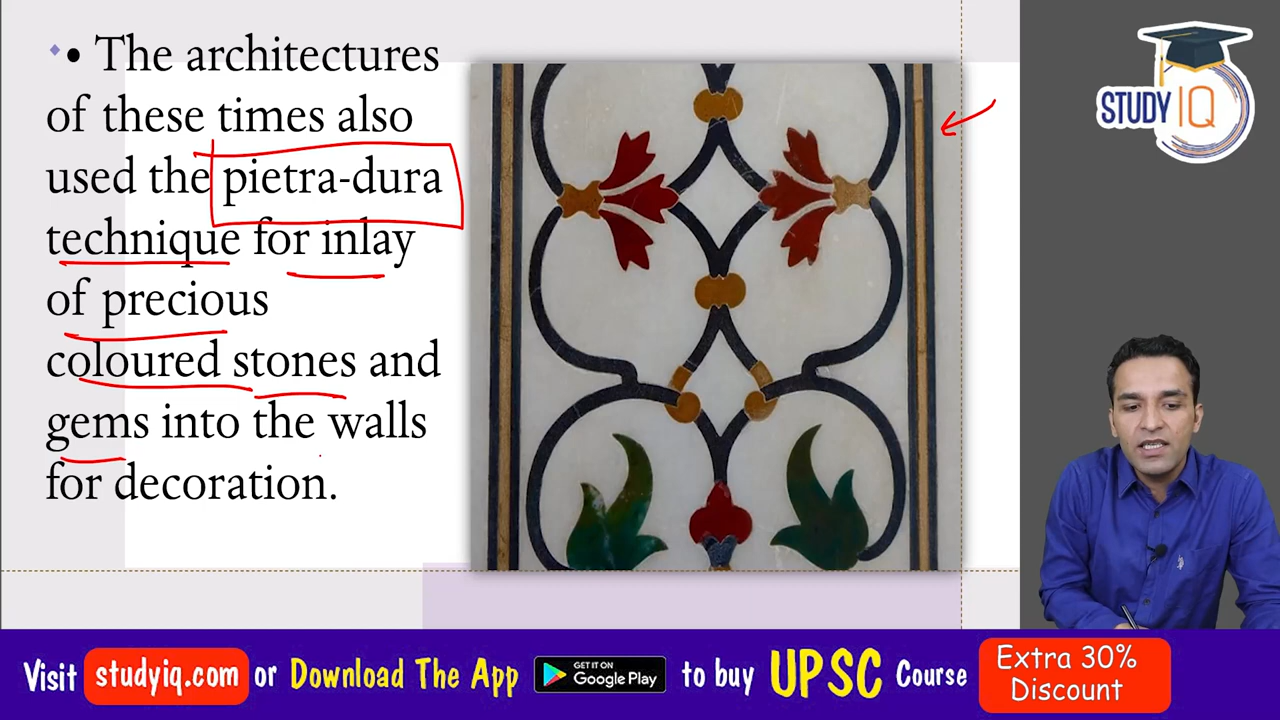 • The architectures
of these times also
used the pietra-dura
technique for inlay
of precious
coloured stones and
gems into the walls
for decoration.
STUDY IQ
Visit studyiq.com or Download The App GET IT ON Google Play to buy UPSC Course
Extra 30%
Discount